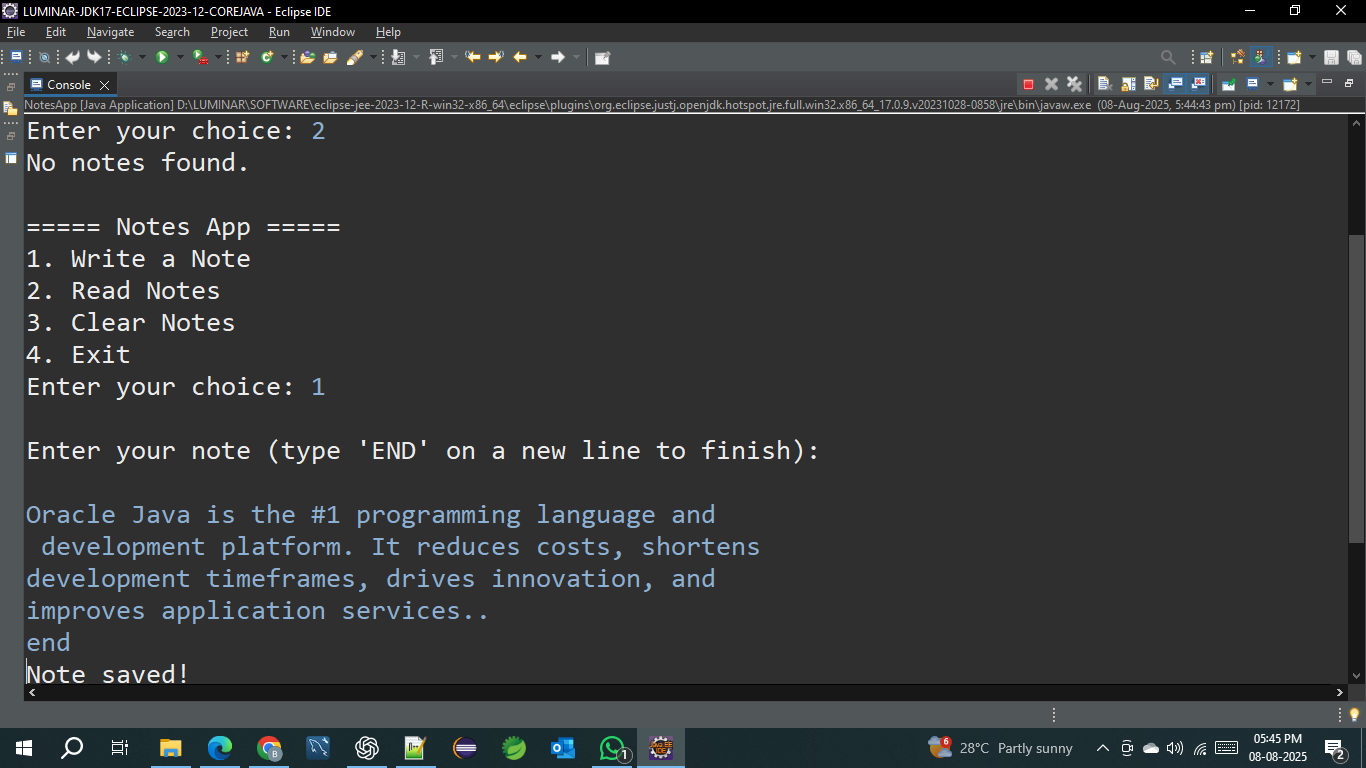 LUMINAR-JDK17-ECLIPSE-2023-12-COREJAVA - Eclipse IDE
File Edit Navigate Search Project Run Window Help
Console
NotesApp [Java Application] D:\LUMINAR\SOFTWARE\eclipse-jee-2023-12-R-win32-x86_64\eclipse\plugins\org.eclipse.justj.openjdk.hotspot.jre.full.win32.x86_64_17.0.9.v20231028-0858\jre\bin\javaw.exe (08-Aug-2025, 5:44:43 pm) [pid: 12172]
Enter your choice: 2
No notes found.
===== Notes App =====
1. Write a Note
2. Read Notes
3. Clear Notes
4. Exit
Enter your choice: 1
Enter your note (type 'END' on a new line to finish):
Oracle Java is the #1 programming language and
 development platform. It reduces costs, shortens
development timeframes, drives innovation, and
improves application services..
end
Note saved!
6 28°C Partly sunny
05:45 PM
08-08-2025
1
2